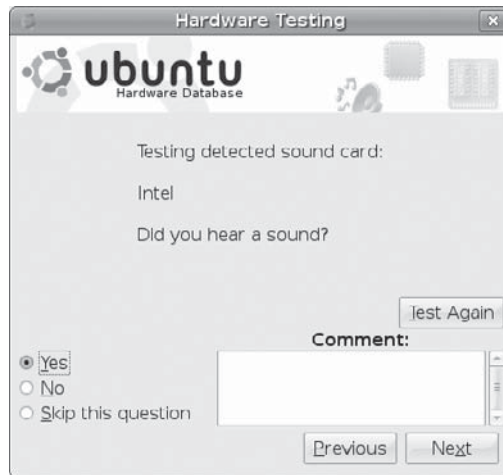 Hardware Testing
ubuntu
Hardware Database
Testing detected sound card:
Intel
Did you hear a sound?
Test Again
Comment:
Yes
No
Skip this question
Previous
Next